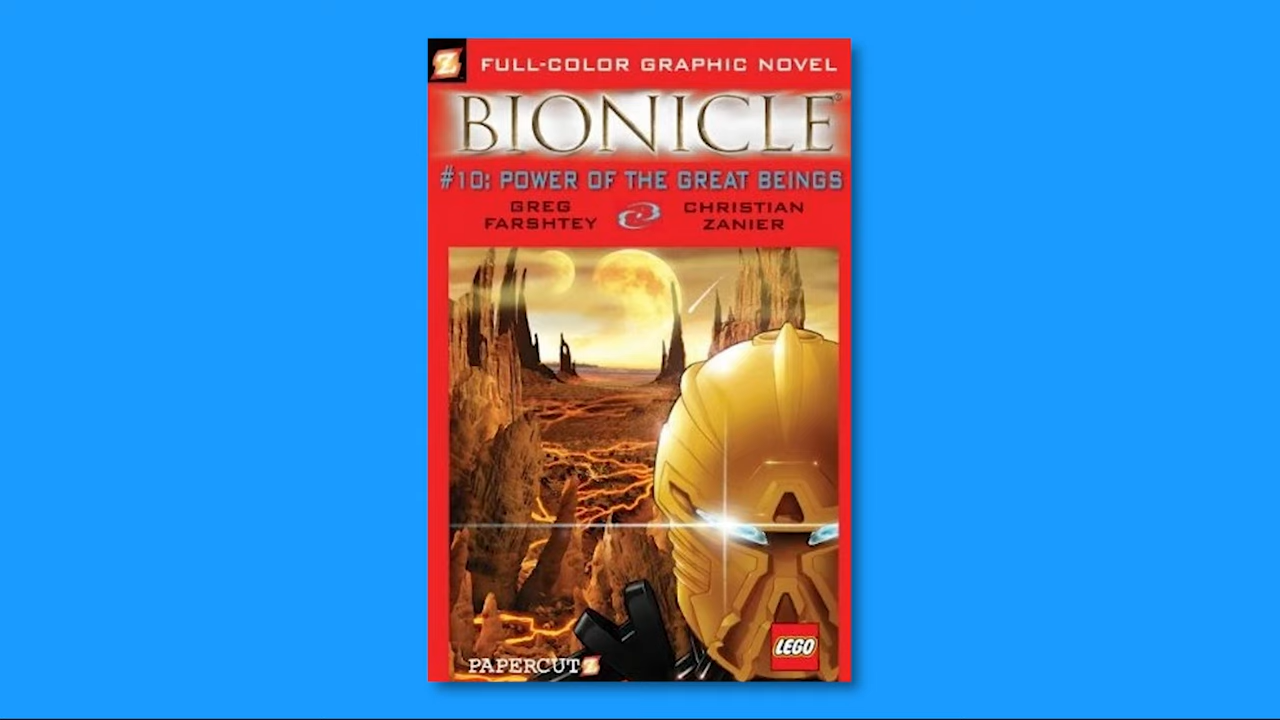 Z
FULL-COLOR GRAPHIC NOVEL
BIONICLE®
#10: POWER OF THE GREAT BEINGS
GREG
FARSHTEY
CHRISTIAN
ZANIER
LEGO
PAPERCUTZ